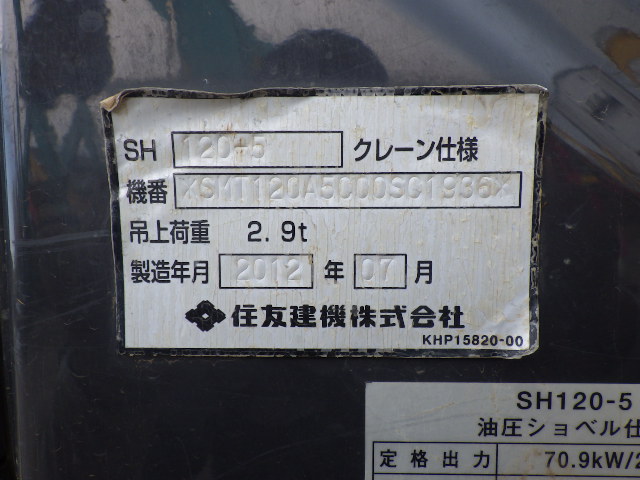 SH 120-5 クレーン仕様
機番 *SMT120A5C00SC1936*
吊上荷重 2.9t
製造年月 2012 年 07 月
住友建機株式会社
KHP15820-00
SH120-5
油圧ショベル仕
定格出力 70.9kW/2